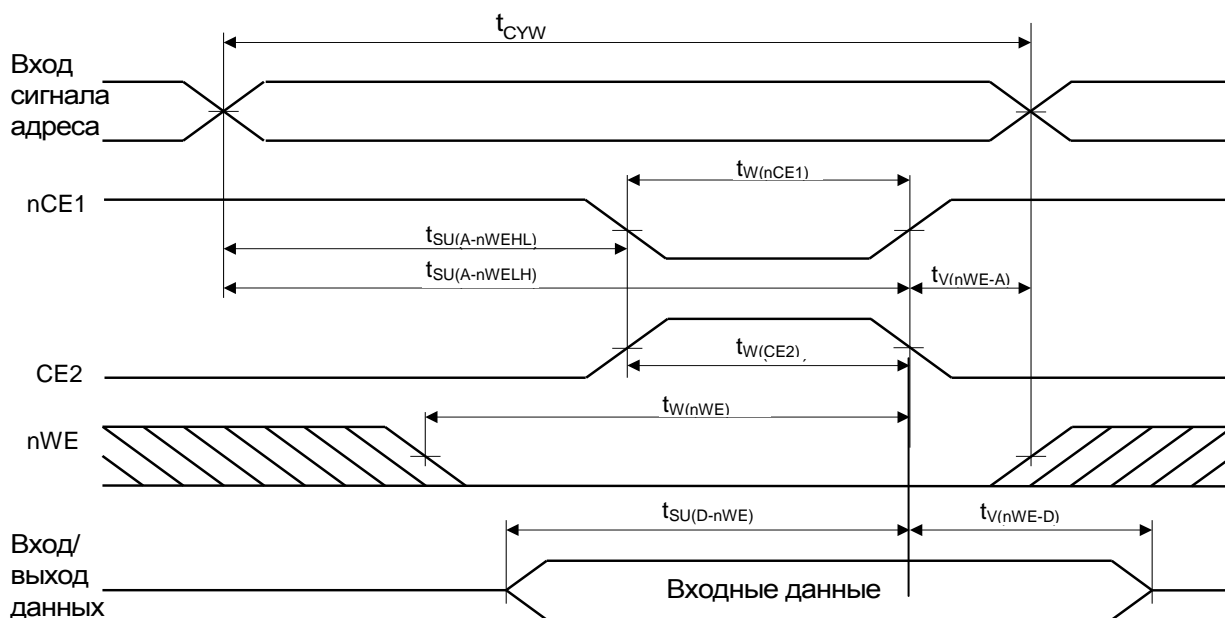 tCYW
Вход
сигнала
адреса
tW(nCE1)
nCE1
tSU(A-nWEHL)
tSU(A-nWELH)
tV(nWE-A)
tW(CE2)
CE2
tW(nWE)
nWE
tSU(D-nWE)
tV(nWE-D)
Вход/
выход
данных
Входные данные